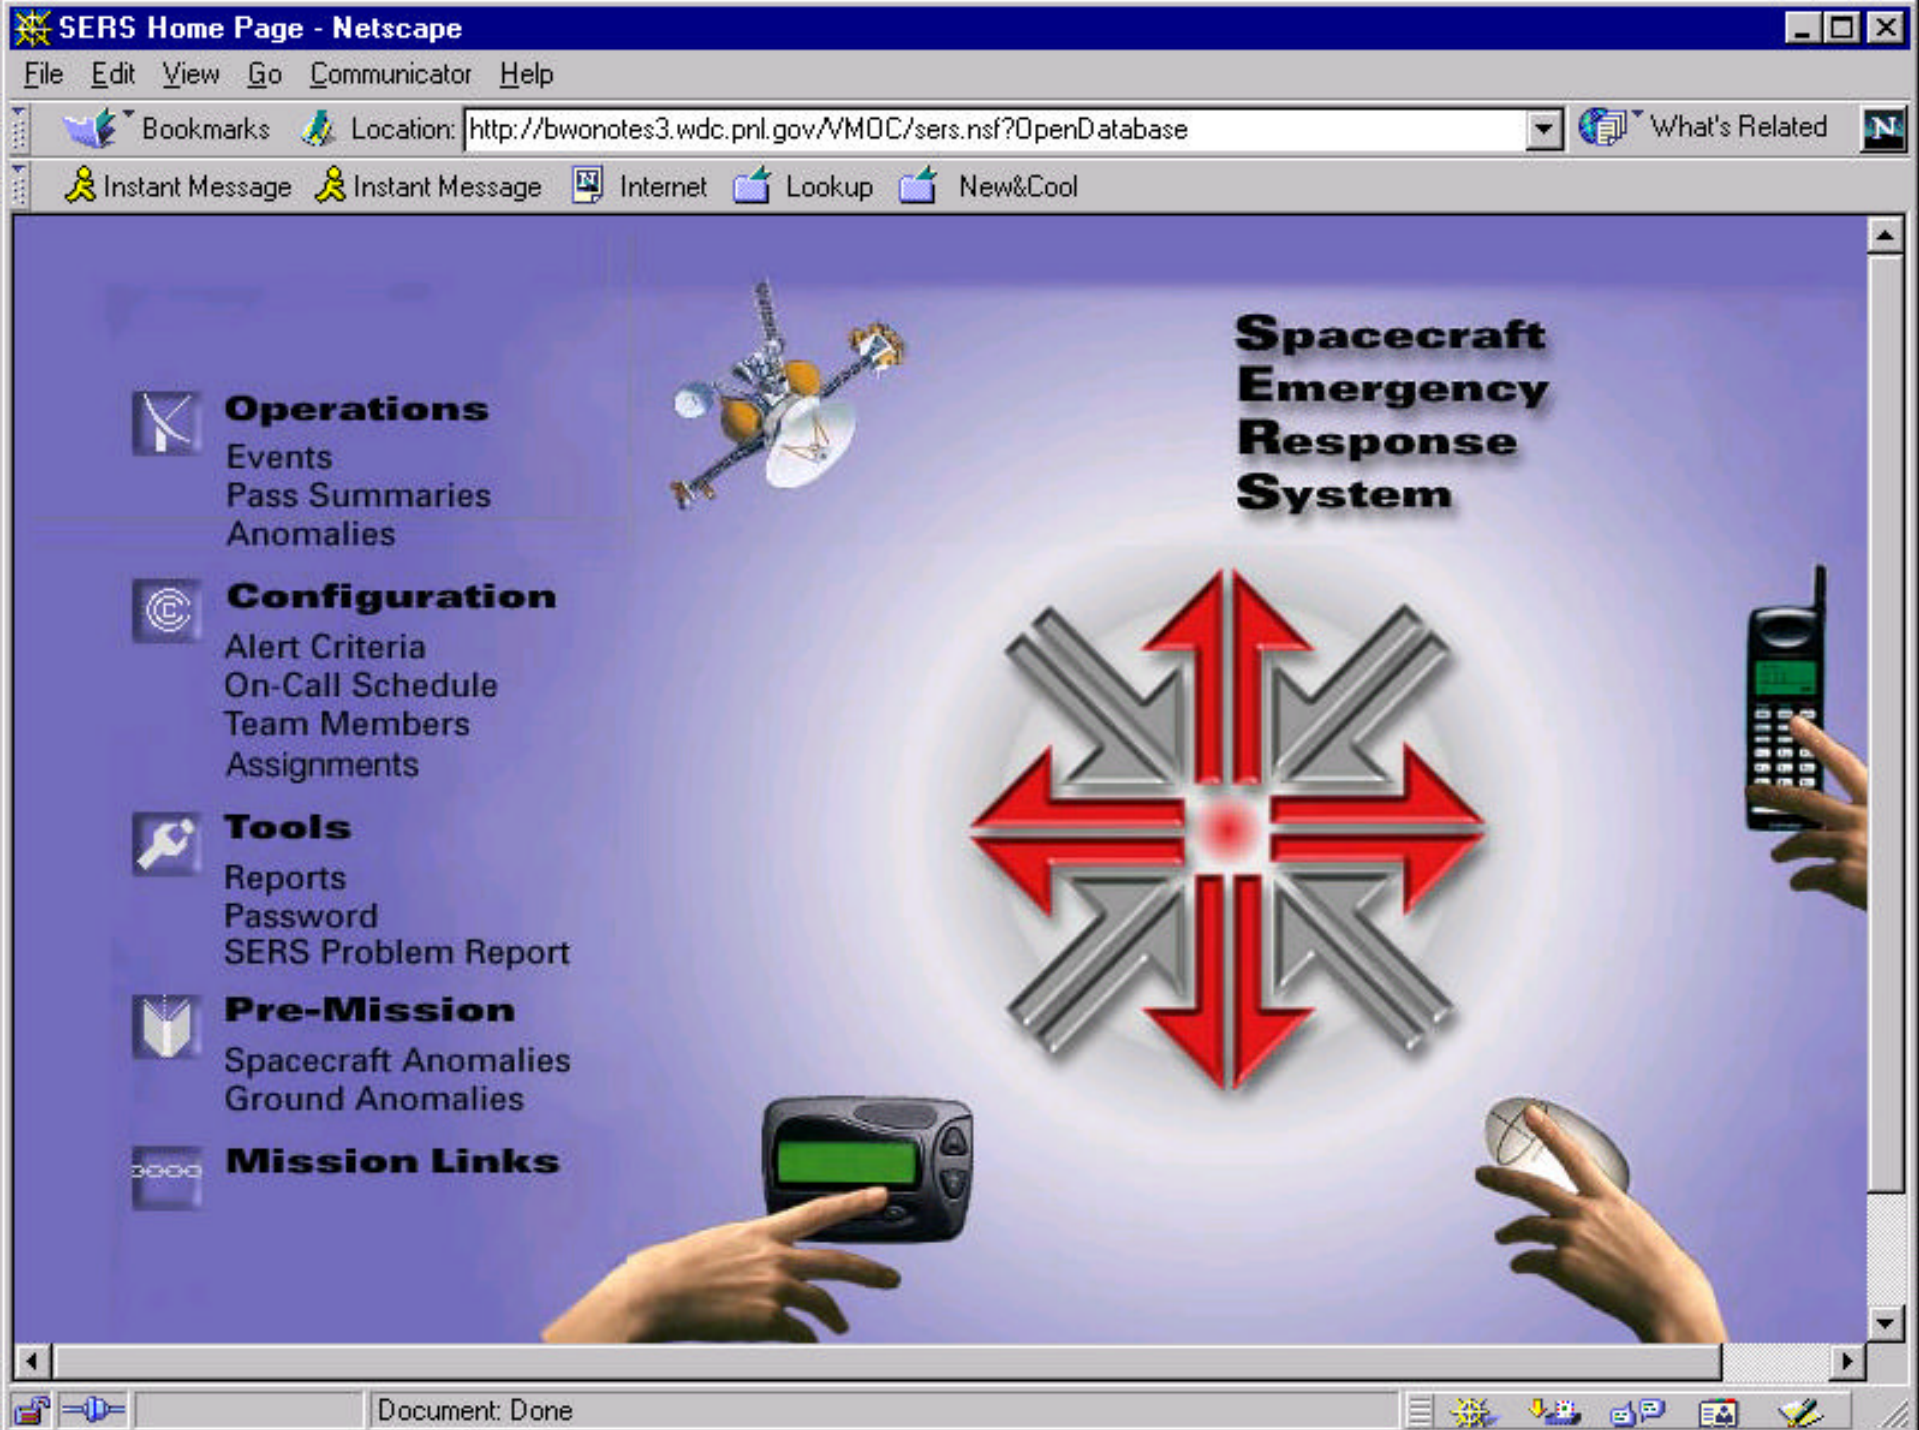 SERS Home Page - Netscape
File Edit View Go Communicator Help
Bookmarks Location: http://bwonotes3.wdc.pnl.gov/VMOC/sers.nsf?OpenDatabase What's Related N
Instant Message Instant Message Internet Lookup New&Cool
Spacecraft
Emergency
Response
System
Operations
Events
Pass Summaries
Anomalies
Configuration
Alert Criteria
On-Call Schedule
Team Members
Assignments
Tools
Reports
Password
SERS Problem Report
Pre-Mission
Spacecraft Anomalies
Ground Anomalies
Mission Links
Document: Done